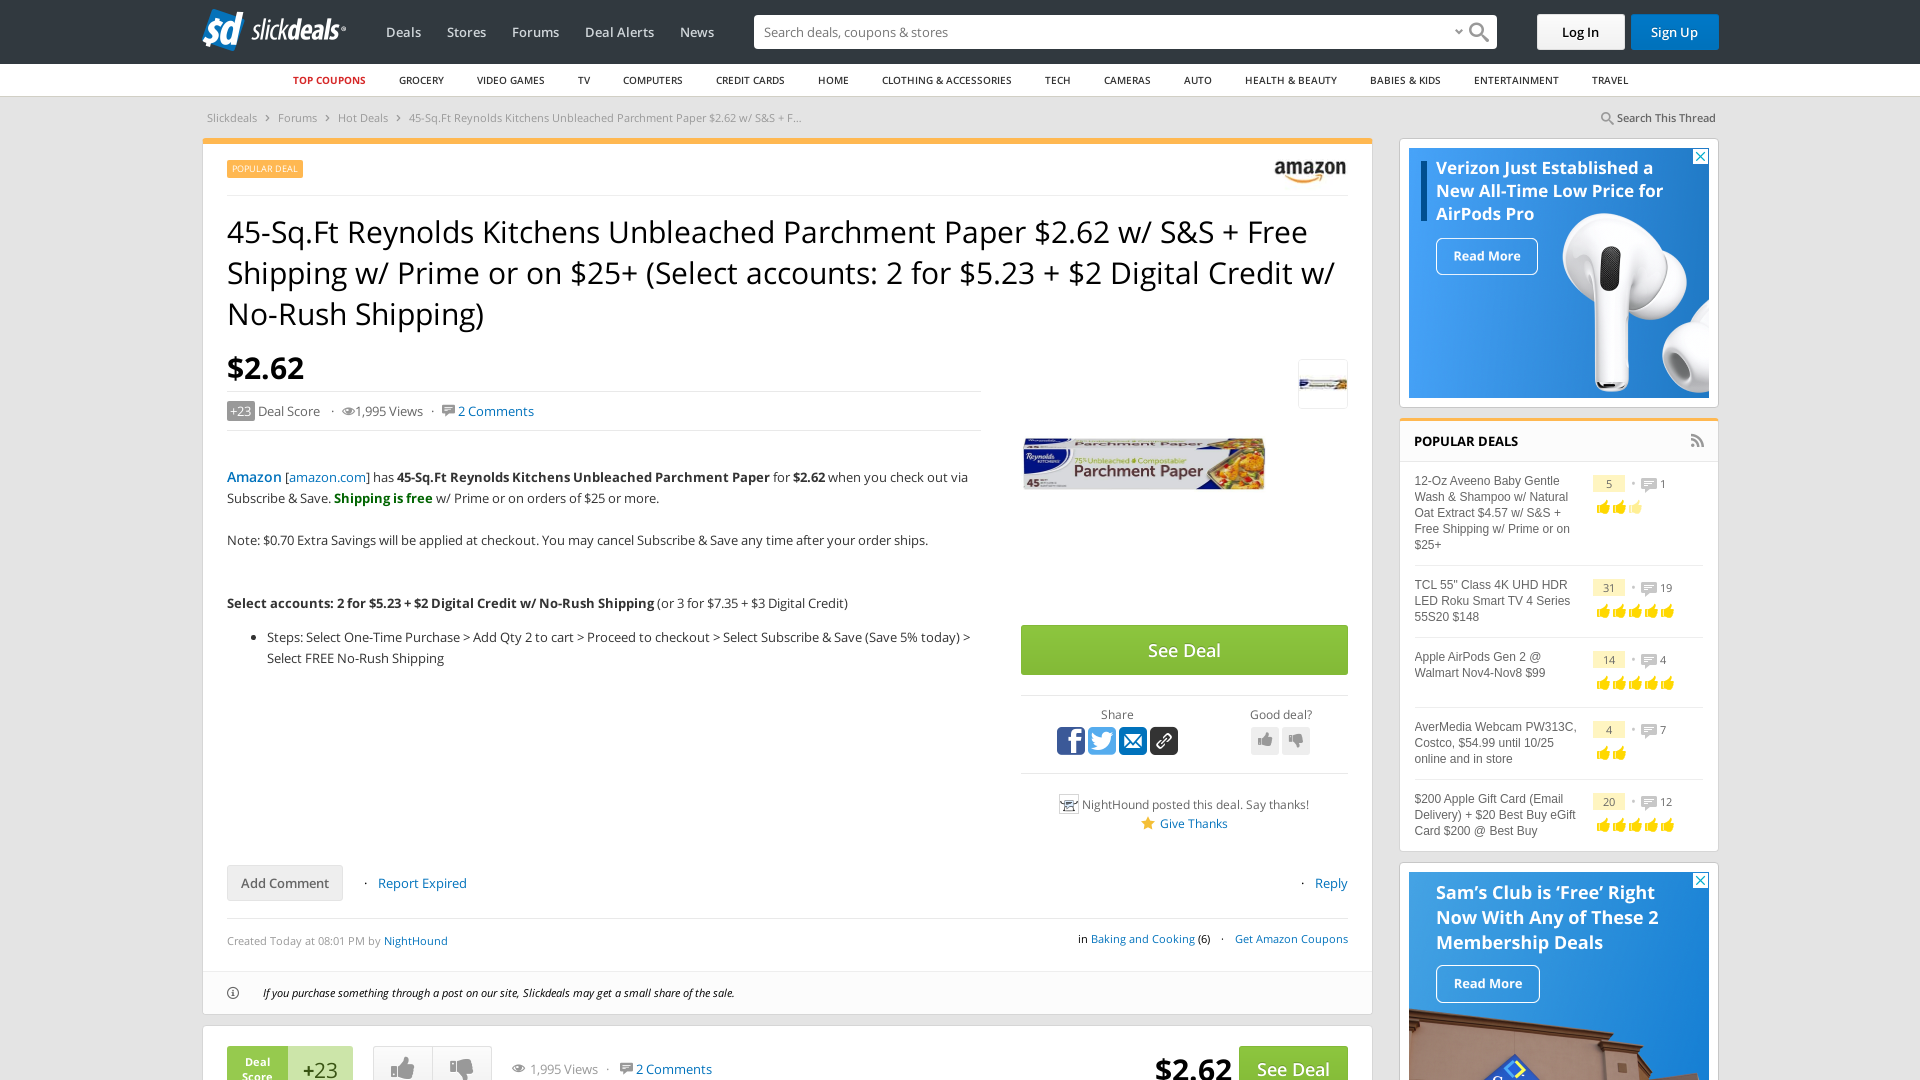 sd slickdeals
Deals
Stores
Forums
Deal Alerts
News
Search deals, coupons & stores
Log In
Sign Up
TOP COUPONS
GROCERY
VIDEO GAMES
TV
COMPUTERS
CREDIT CARDS
HOME
CLOTHING & ACCESSORIES
TECH
CAMERAS
AUTO
HEALTH & BEAUTY
BABIES & KIDS
ENTERTAINMENT
TRAVEL
Slickdeals › Forums › Hot Deals › 45-Sq.Ft Reynolds Kitchens Unbleached Parchment Paper $2.62 w/ S&S + F...
Search This Thread
POPULAR DEAL
amazon
45-Sq.Ft Reynolds Kitchens Unbleached Parchment Paper $2.62 w/ S&S + Free
Shipping w/ Prime or on $25+ (Select accounts: 2 for $5.23 + $2 Digital Credit w/
No-Rush Shipping)
$2.62
+23 Deal Score · 1,995 Views · 2 Comments
Amazon [amazon.com] has 45-Sq.Ft Reynolds Kitchens Unbleached Parchment Paper for $2.62 when you check out via
Subscribe & Save. Shipping is free w/ Prime or on orders of $25 or more.
Note: $0.70 Extra Savings will be applied at checkout. You may cancel Subscribe & Save any time after your order ships.
Select accounts: 2 for $5.23 + $2 Digital Credit w/ No-Rush Shipping (or 3 for $7.35 + $3 Digital Credit)
• Steps: Select One-Time Purchase > Add Qty 2 to cart > Proceed to checkout > Select Subscribe & Save (Save 5% today) >
Select FREE No-Rush Shipping
Parchment Paper
Reynolds
KITCHENS
75% Unbleached Compostable
Parchment Paper
45
See Deal
Share
Good deal?
NightHound posted this deal. Say thanks!
Give Thanks
Add Comment
· Report Expired
· Reply
Created Today at 08:01 PM by NightHound
in Baking and Cooking (6) · Get Amazon Coupons
If you purchase something through a post on our site, Slickdeals may get a small share of the sale.
Deal
Score
+23
1,995 Views · 2 Comments
$2.62
See Deal
Verizon Just Established a
New All-Time Low Price for
AirPods Pro
Read More
POPULAR DEALS
12-Oz Aveeno Baby Gentle
Wash & Shampoo w/ Natural
Oat Extract $4.57 w/ S&S +
Free Shipping w/ Prime or on
$25+
5 • 1
TCL 55" Class 4K UHD HDR
LED Roku Smart TV 4 Series
55S20 $148
31 • 19
Apple AirPods Gen 2 @
Walmart Nov4-Nov8 $99
14 • 4
AverMedia Webcam PW313C,
Costco, $54.99 until 10/25
online and in store
4 • 7
$200 Apple Gift Card (Email
Delivery) + $20 Best Buy eGift
Card $200 @ Best Buy
20 • 12
Sam's Club is 'Free' Right
Now With Any of These 2
Membership Deals
Read More